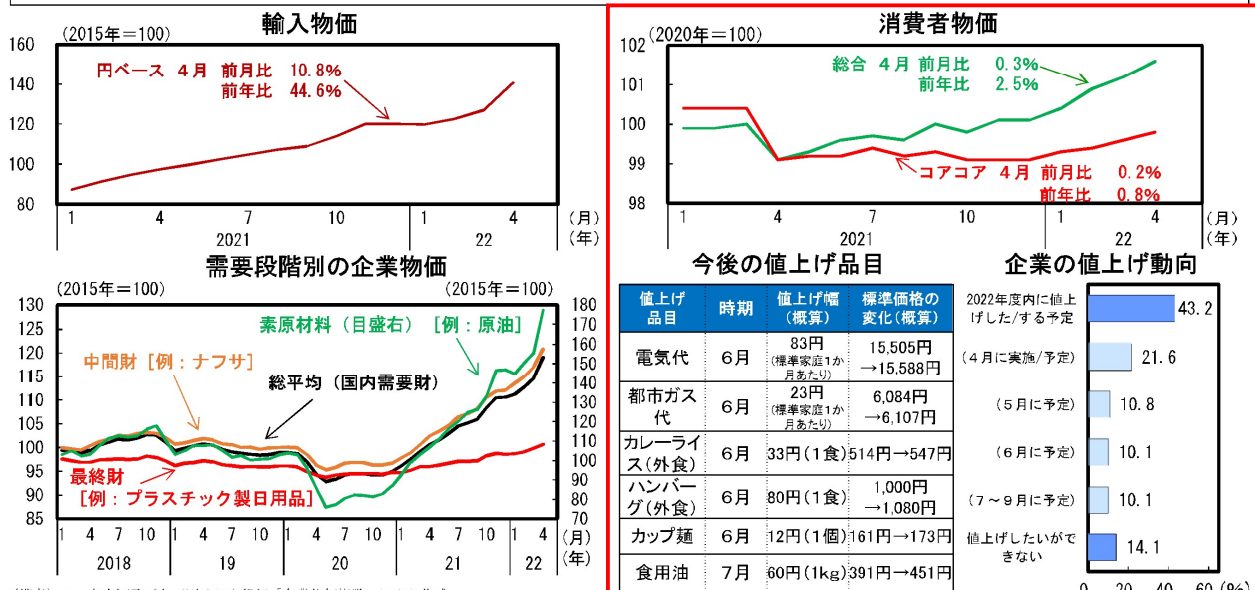 輸入物価
(2015年=100)
160
140
120
100
80
円ベース 4月 前月比 10.8%
前年比 44.6%
1 4 7 10 1 4 (月)
2021 22 (年)
消費者物価
(2020年=100)
102
101
100
99
98
総合 4月 前月比 0.3%
前年比 2.5%
コアコア 4月 前月比 0.2%
前年比 0.8%
1 4 7 10 1 4 (月)
2021 22 (年)
需要段階別の企業物価
(2015年=100) (2015年=100)
130
125
120
115
110
105
100
95
90
85
180
170
160
150
140
130
120
110
100
90
80
70
素原材料(目盛右) [例:原油]
中間財[例:ナフサ]
総平均(国内需要財)
最終財
[例:プラスチック製日用品]
1 4 7 10 1 4 7 10 1 4 7 10 1 4 7 10 1 4 (月)
2018 19 20 21 22 (年)
今後の値上げ品目
値上げ品目 時期 値上げ幅(概算) 標準価格の変化(概算)
電気代 6月 83円(標準家庭1か月あたり) 15,505円→15,588円
都市ガス代 6月 23円(標準家庭1か月あたり) 6,084円→6,107円
カレーライス(外食) 6月 33円(1食) 514円→547円
ハンバーグ(外食) 6月 80円(1食) 1,000円→1,080円
カップ麺 6月 12円(1個) 161円→173円
食用油 7月 60円(1kg) 391円→451円
企業の値上げ動向
2022年度内に値上げした/する予定 43.2
(4月に実施/予定) 21.6
(5月に予定) 10.8
(6月に予定) 10.1
(7~9月に予定) 10.1
値上げしたいができない 14.1
0 20 40 60 (%)